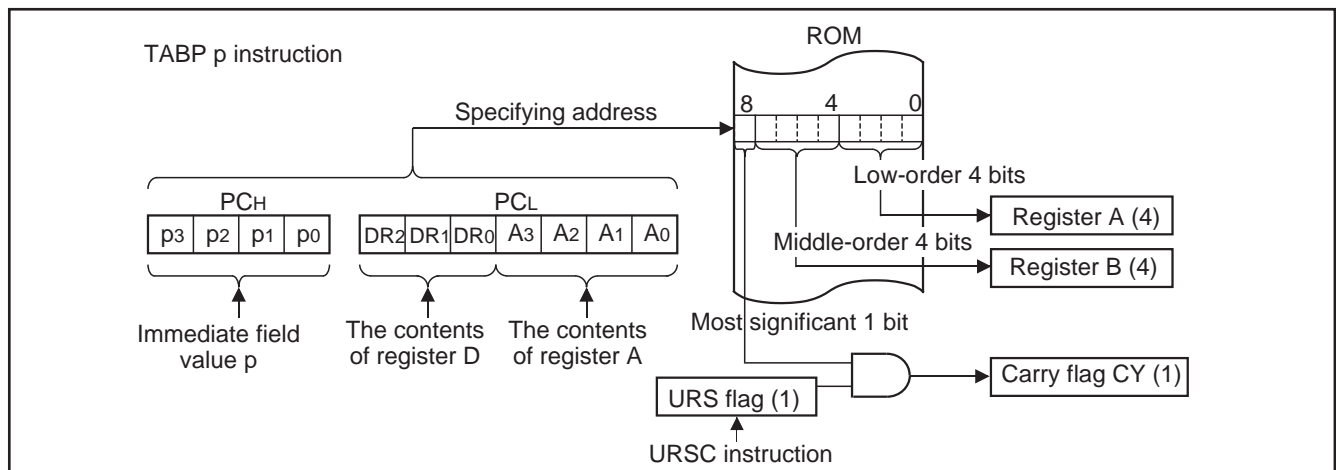 TABP p instruction
ROM
Specifying address
8 4 0
Low-order 4 bits
PCH PCL
p3 p2 p1 p0 DR2 DR1 DR0 A3 A2 A1 A0
Register A (4)
Middle-order 4 bits
Register B (4)
Immediate field
value p
The contents
of register D
The contents
of register A
Most significant 1 bit
Carry flag CY (1)
URS flag (1)
URSC instruction